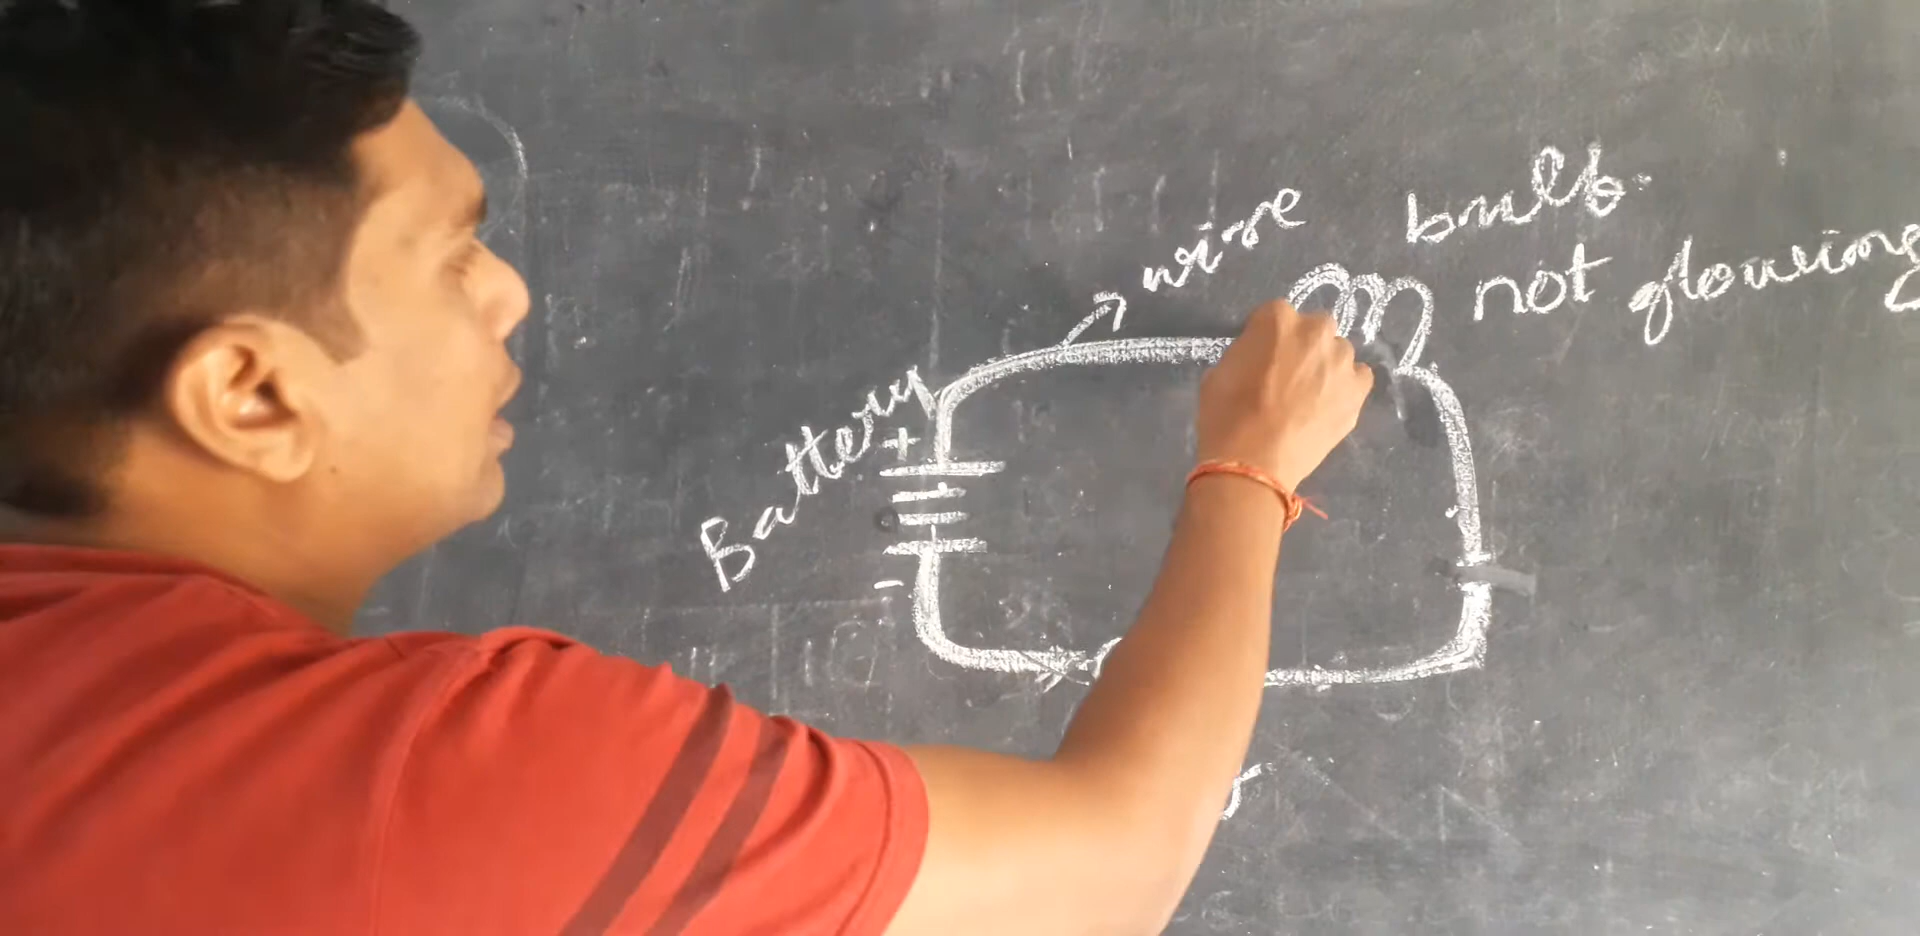 bulb
wire
not glowing
Battery
+
-